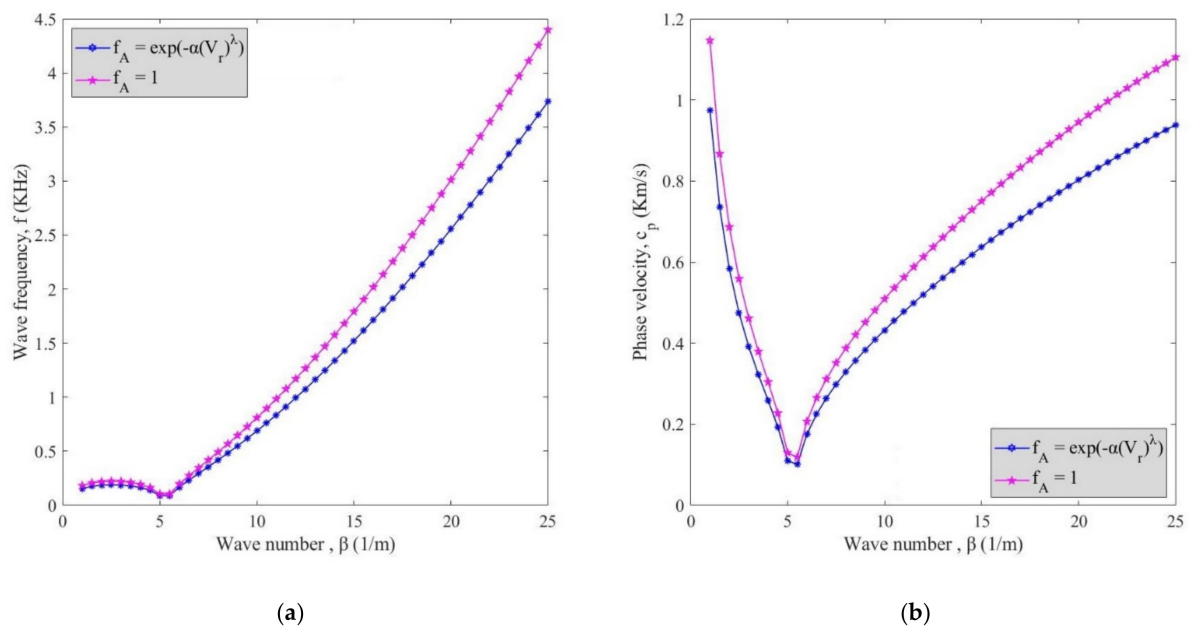 4.5
4
3.5
3
2.5
2
1.5
1
0.5
0
Wave frequency, f (KHz)
f_A = exp(-α(V_r)^λ)
f_A = 1
0 5 10 15 20 25
Wave number , β (1/m)
(a)
1.2
1
0.8
0.6
0.4
0.2
0
Phase velocity, c_p (Km/s)
f_A = exp(-α(V_r)^λ)
f_A = 1
0 5 10 15 20 25
Wave number , β (1/m)
(b)